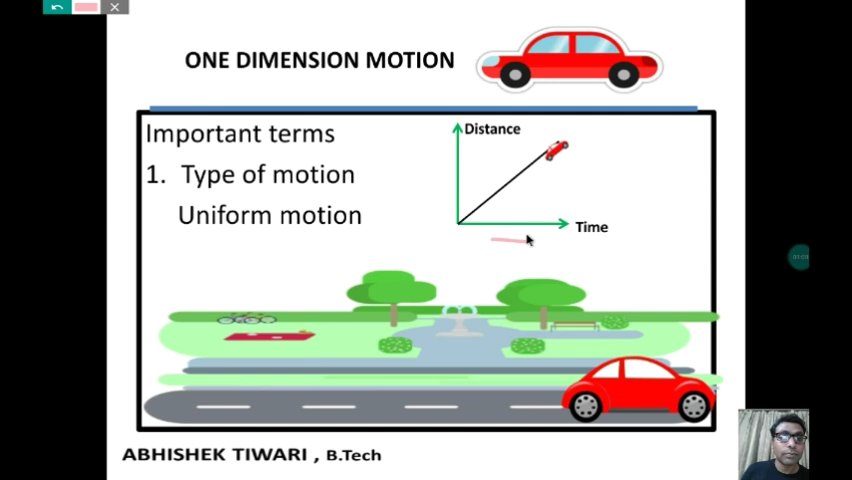 ONE DIMENSION MOTION
Important terms
Distance
1. Type of motion
Uniform motion
Time
ABHISHEK TIWARI , B.Tech